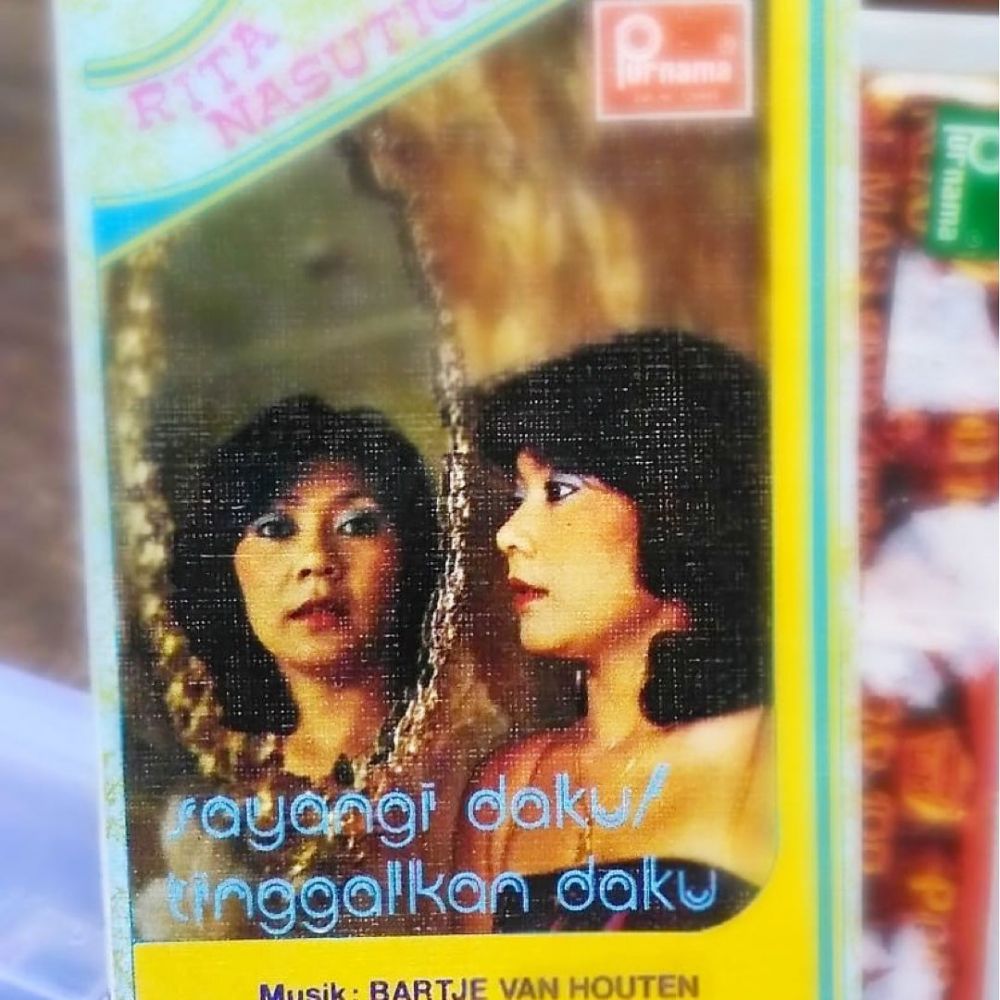 RITA
NASUTIO
Purnama
sayangi daku/
tinggalkan daku
Musik: BARTJE VAN HOUTEN
Purnama